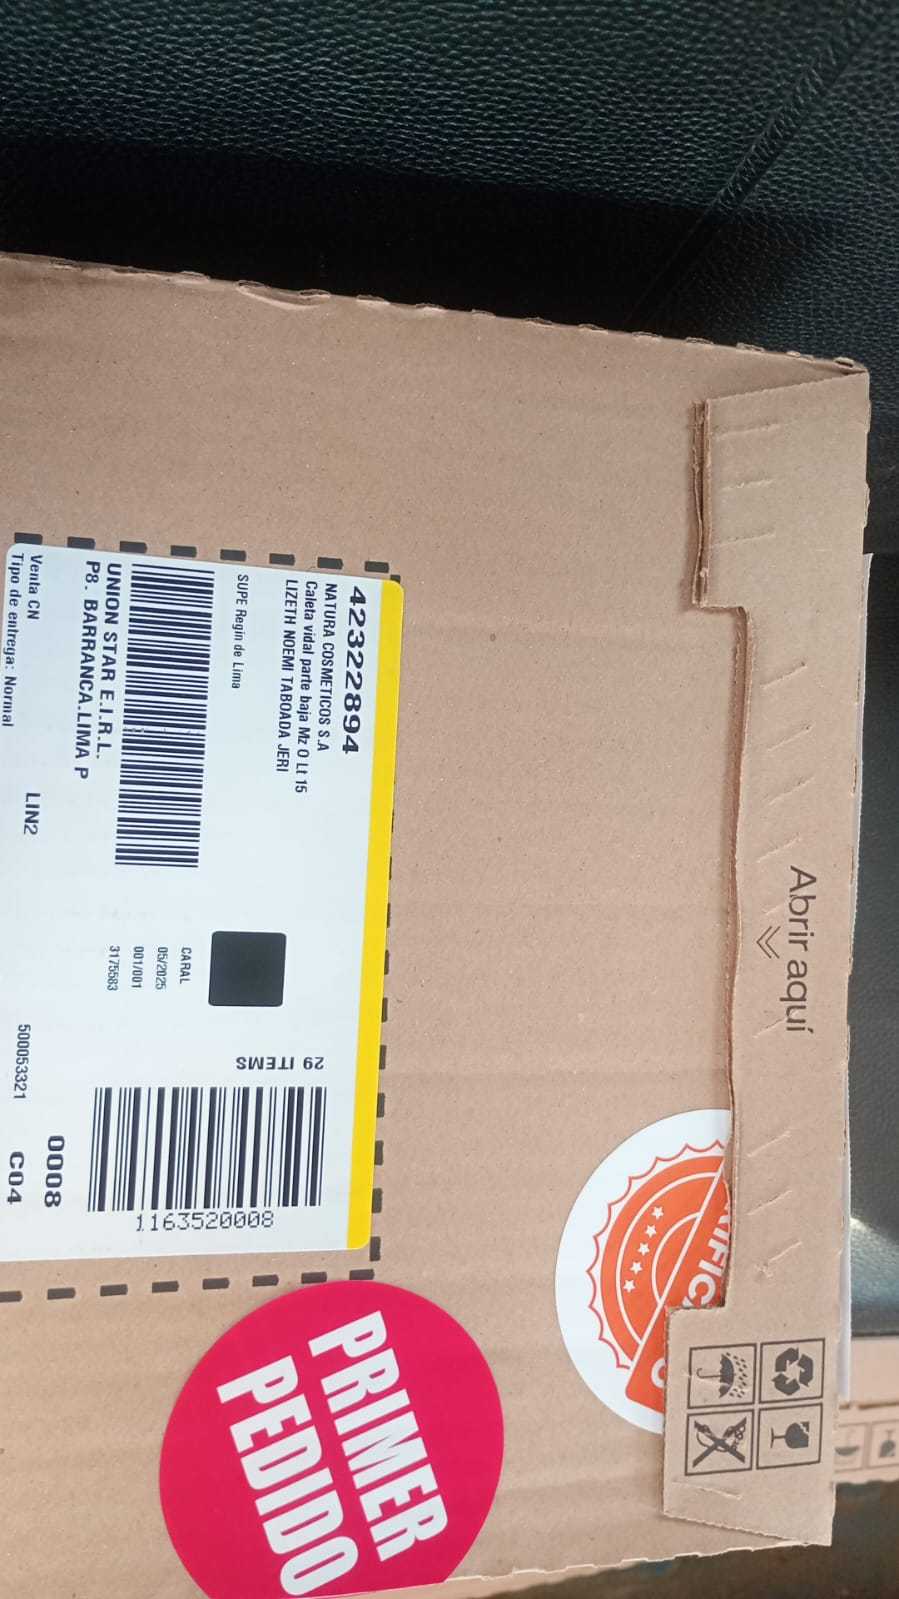 42322894
NATURA COSMETICOS S.A
Caleta vidal parte baja Mz O Lt 15
LIZETH NOEMI TABOADA JERI
SUPE Regin de Lima
UNION STAR E.I.R.L.
P8. BARRANCA.LIMA P
Venta CN
LIN2
Tipo de entrega: Normal
CARAL
05/2025
001/001
3175583
29 ITEMS
1163520008
500053321
0008
C04
Abrir aquí
PRIMER
PEDIDO